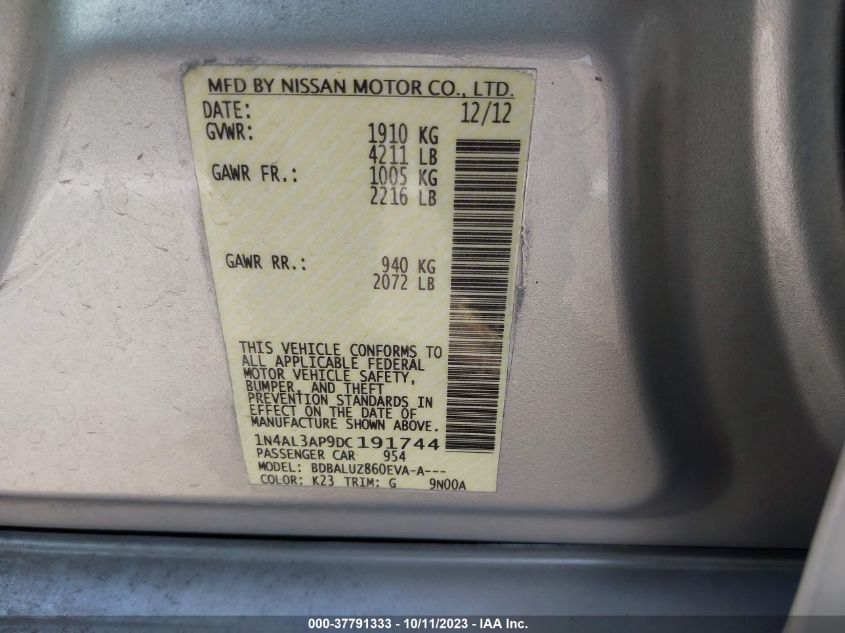 MFD BY NISSAN MOTOR CO., LTD.
DATE: 12/12
GVWR: 1910 KG
4211 LB
GAWR FR.: 1005 KG
2216 LB
GAWR RR.: 940 KG
2072 LB
THIS VEHICLE CONFORMS TO
ALL APPLICABLE FEDERAL
MOTOR VEHICLE SAFETY,
BUMPER, AND THEFT
PREVENTION STANDARDS IN
EFFECT ON THE DATE OF
MANUFACTURE SHOWN ABOVE.
1N4AL3AP9DC191744
PASSENGER CAR 954
MODEL: BDBALUZ860EVA-A---
COLOR: K23 TRIM: G 9N00A
000-37791333 - 10/11/2023 - IAA Inc.